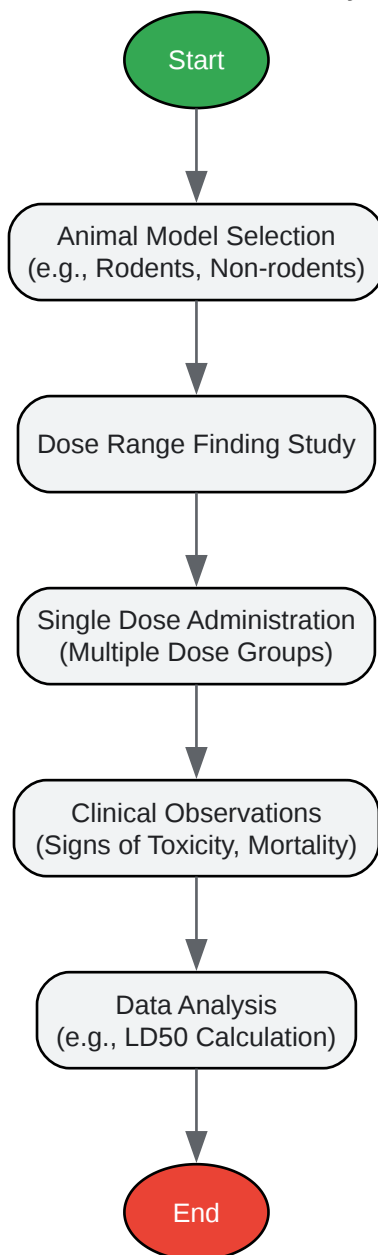 Start
Animal Model Selection
(e.g., Rodents, Non-rodents)
Dose Range Finding Study
Single Dose Administration
(Multiple Dose Groups)
Clinical Observations
(Signs of Toxicity, Mortality)
Data Analysis
(e.g., LD50 Calculation)
End